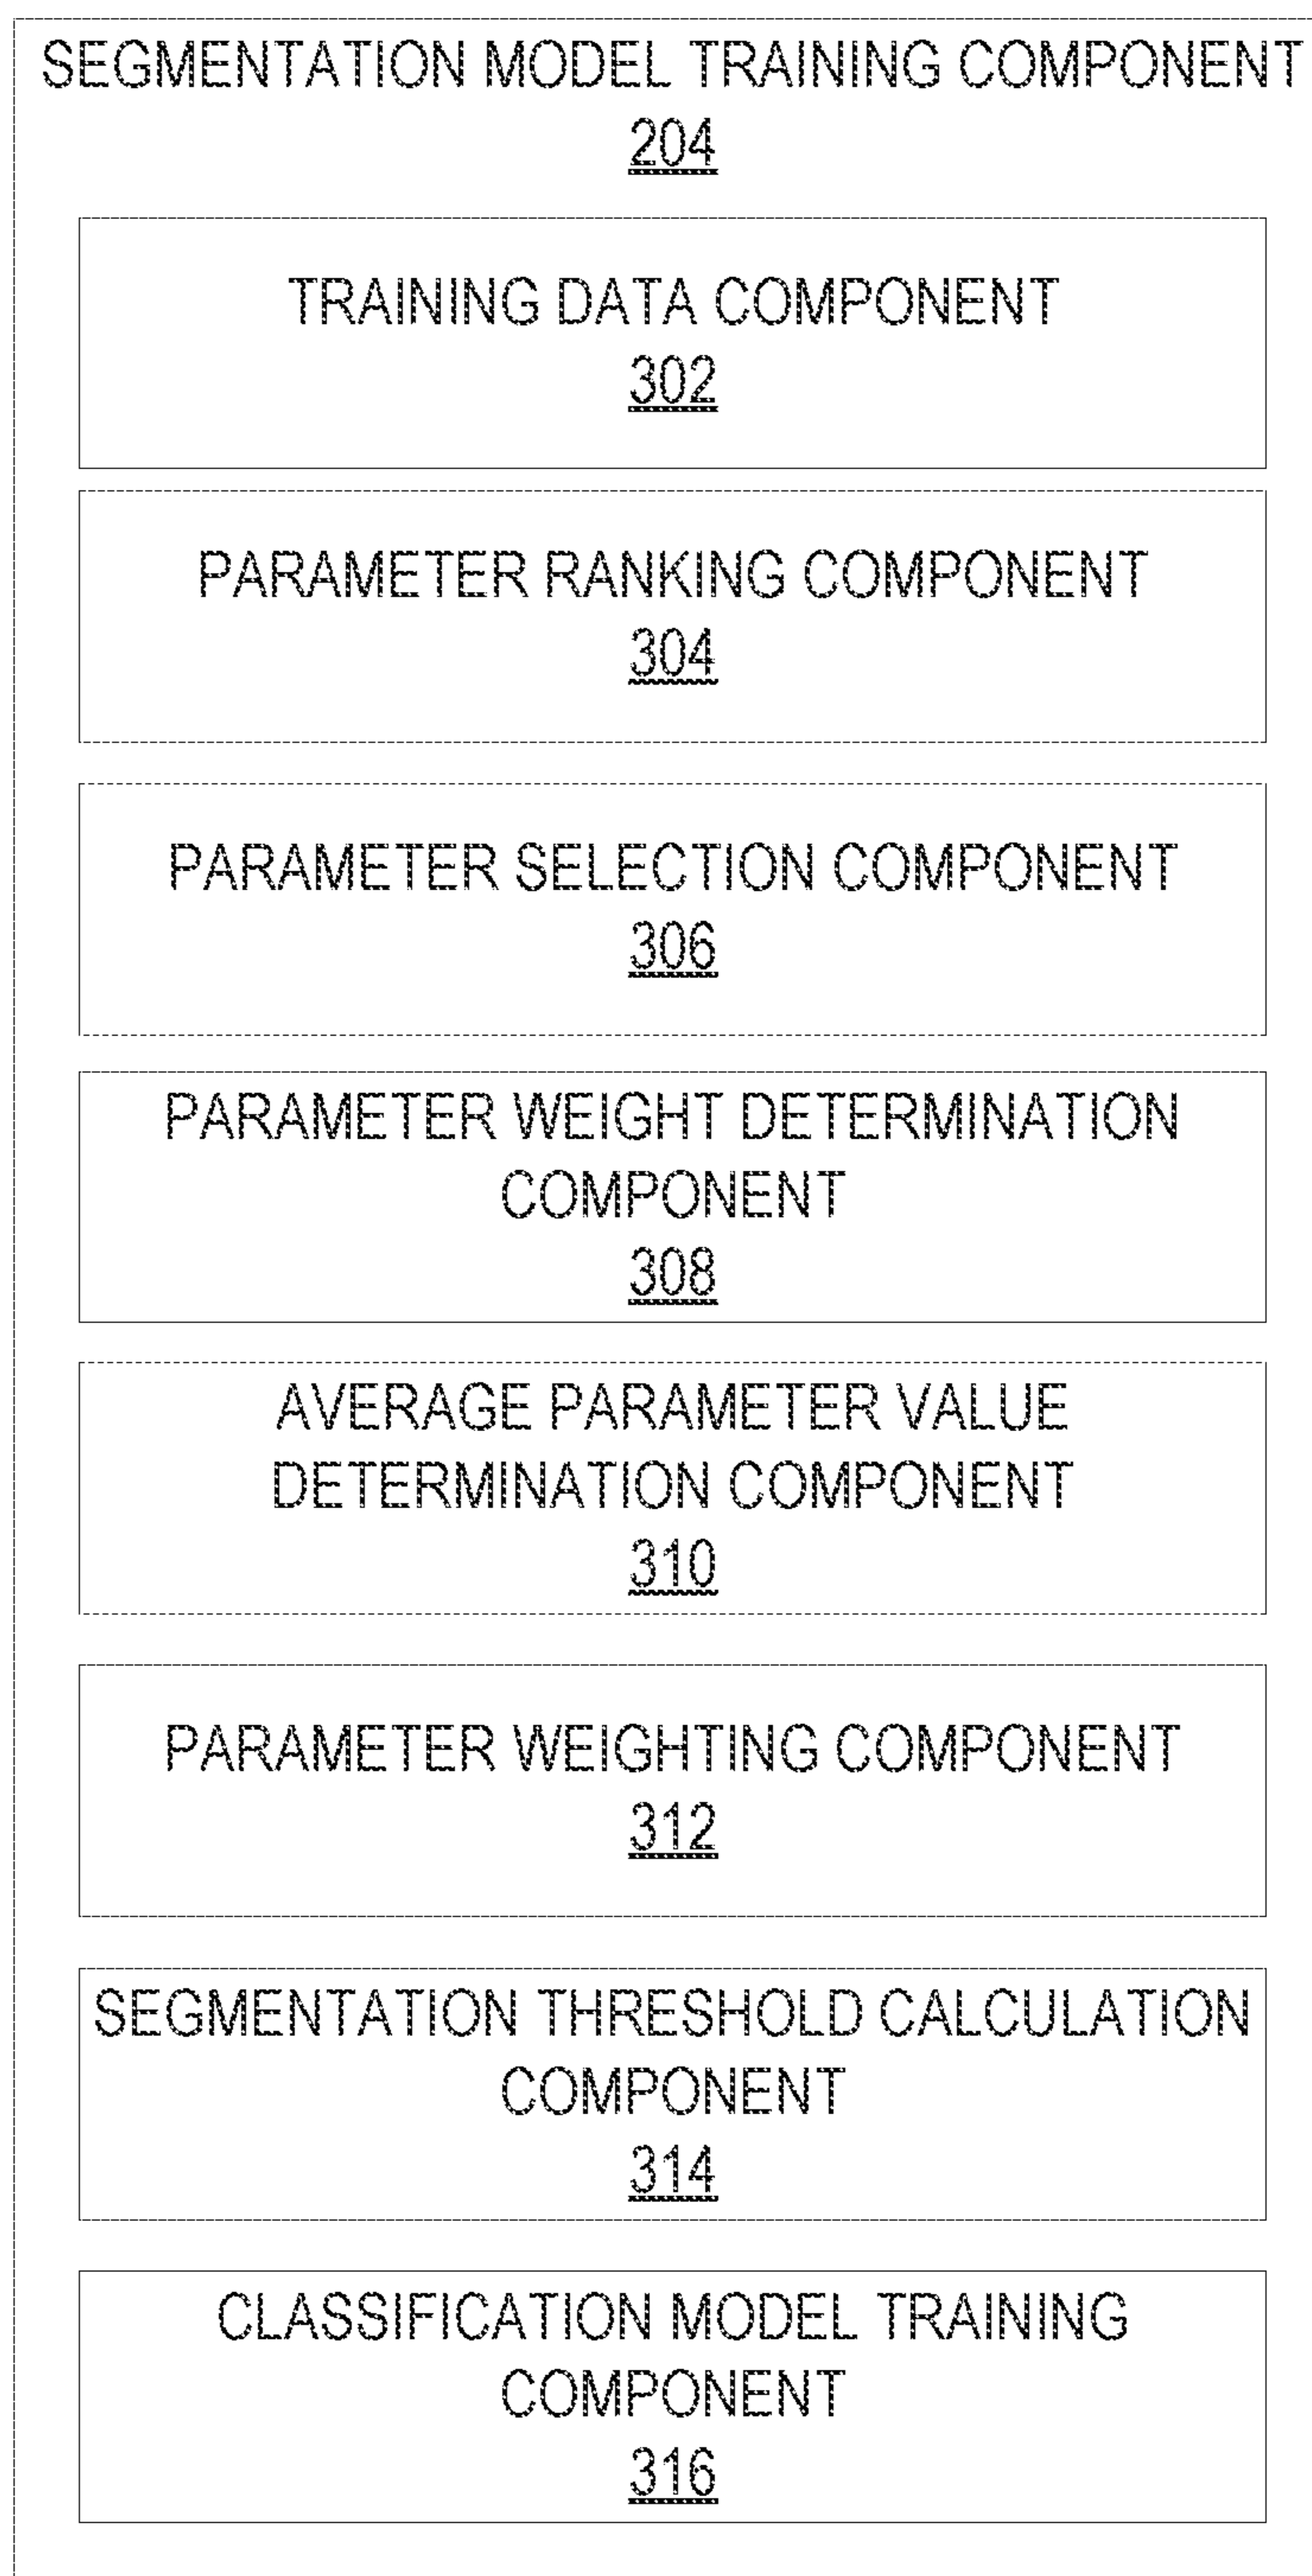 SEGMENTATION MODEL TRAINING COMPONENT
204
TRAINING DATA COMPONENT
302
PARAMETER RANKING COMPONENT
304
PARAMETER SELECTION COMPONENT
306
PARAMETER WEIGHT DETERMINATION
COMPONENT
308
AVERAGE PARAMETER VALUE
DETERMINATION COMPONENT
310
PARAMETER WEIGHTING COMPONENT
312
SEGMENTATION THRESHOLD CALCULATION
COMPONENT
314
CLASSIFICATION MODEL TRAINING
COMPONENT
316